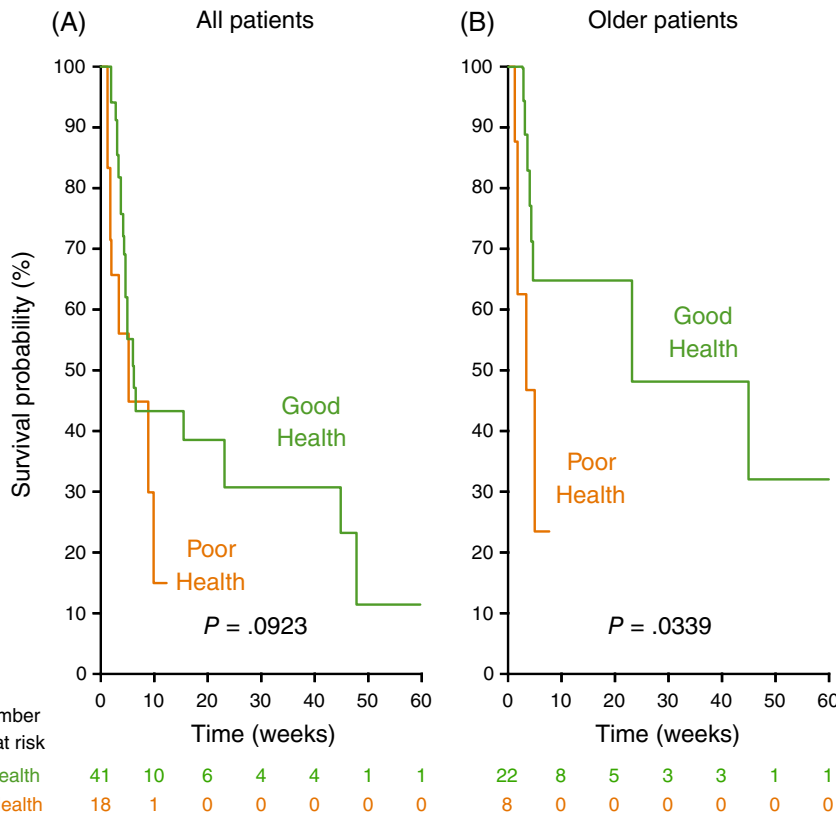 (A) All patients
(B) Older patients
Survival probability (%)
100
90
80
70
60
50
40
30
20
10
0
Good
Health
Poor
Health
P = .0923
0 10 20 30 40 50 60
Time (weeks)
100
90
80
70
60
50
40
30
20
10
0
Good
Health
Poor
Health
P = .0339
0 10 20 30 40 50 60
Time (weeks)
mber
at risk
ealth 41 10 6 4 4 1 1 22 8 5 3 3 1 1
ealth 18 1 0 0 0 0 0 8 0 0 0 0 0 0